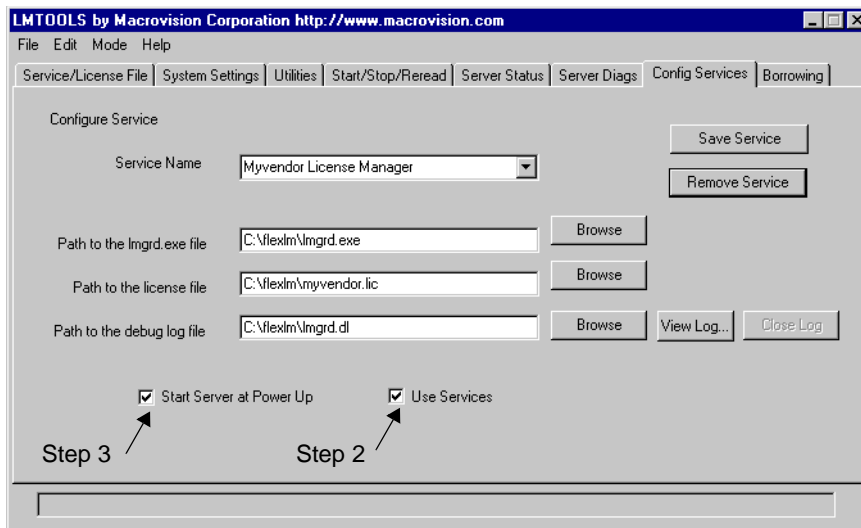 LMTOOLS by Macrovision Corporation http://www.macrovision.com
File Edit Mode Help
Service/License File System Settings Utilities Start/Stop/Reread Server Status Server Diags Config Services Borrowing
Configure Service
Save Service
Service Name Myvendor License Manager
Remove Service
Path to the lmgrd.exe file C:\flexlm\lmgrd.exe Browse
Path to the license file C:\flexlm\myvendor.lic Browse
Path to the debug log file C:\flexlm\lmgrd.dl Browse View Log... Close Log
Start Server at Power Up Use Services
Step 3 Step 2